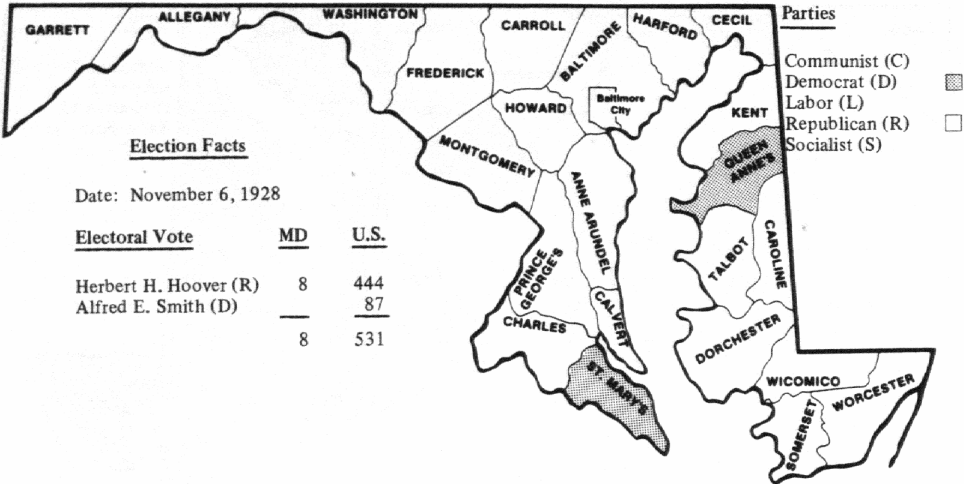 GARRETT
ALLEGANY
WASHINGTON
FREDERICK
CARROLL
BALTIMORE
HARFORD
CECIL
HOWARD
Baltimore
City
MONTGOMERY
KENT
QUEEN
ANNE'S
ANNE ARUNDEL
PRINCE
GEORGE'S
CALVERT
CHARLES
ST. MARY'S
TALBOT
CAROLINE
DORCHESTER
WICOMICO
WORCESTER
SOMERSET
Parties
Communist (C)
Democrat (D)
Labor (L)
Republican (R)
Socialist (S)
Election Facts
Date: November 6, 1928
Electoral Vote MD U.S.
Herbert H. Hoover (R) 8 444
Alfred E. Smith (D) 87
8 531